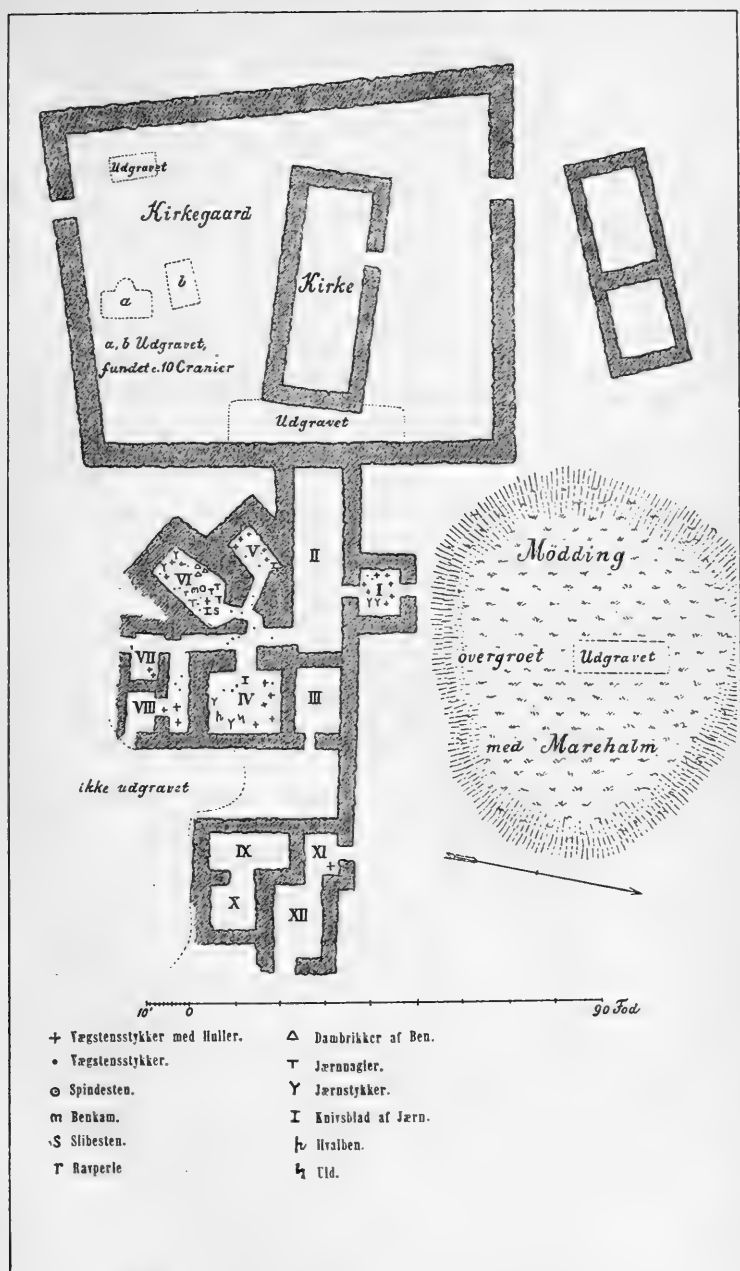 Udgravet
Kirkegaard
Kirke
a
b
a, b Udgravet,
fundet c. 10 Cranier
Udgravet
II
V
VI
I
VII
VIII
IV
III
Mödding
overgroet
Udgravet
med Marehalm
ikke udgravet
IX
XI
X
XII
10' 0 90 Fod
+ Vægstensstykker med Huller.
• Vægstensstykker.
Spindesten.
m Benkam.
S Slibesten.
Ravperle
△ Dambrikker af Ben.
T Jærnnagler.
Y Jærnstykker.
I Knivsblad af Jærn.
Hvalben.
Uld.